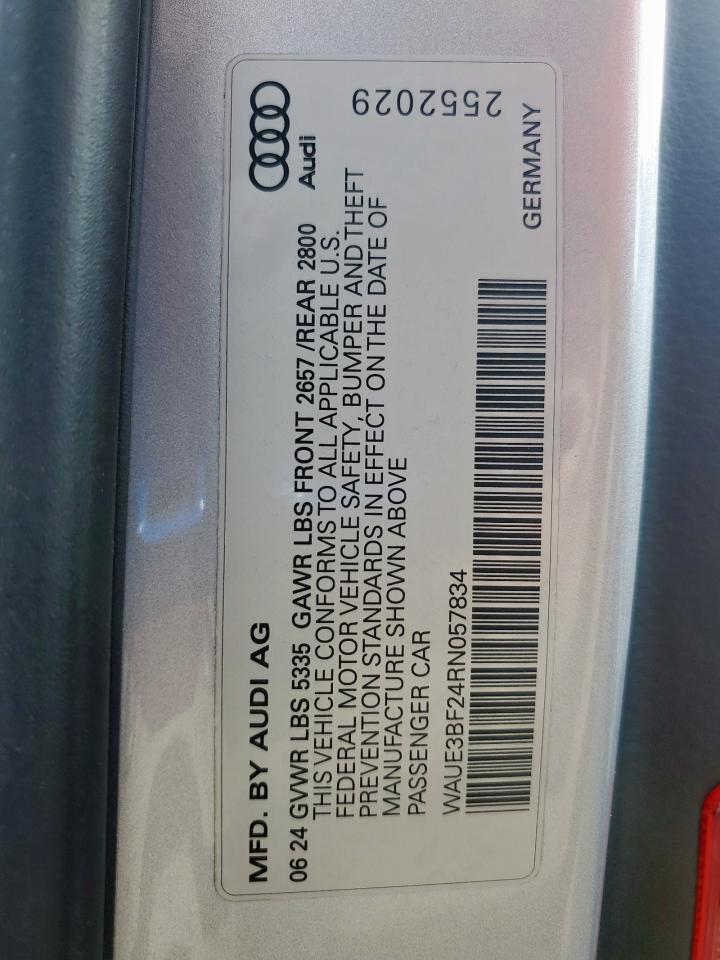 MFD. BY AUDI AG
Audi
06 24 GVWR LBS 5335 GAWR LBS FRONT 2657 /REAR 2800
THIS VEHICLE CONFORMS TO ALL APPLICABLE U.S.
FEDERAL MOTOR VEHICLE SAFETY, BUMPER AND THEFT
PREVENTION STANDARDS IN EFFECT ON THE DATE OF
MANUFACTURE SHOWN ABOVE
PASSENGER CAR
2552029
WAUE3BF24RN057834
GERMANY